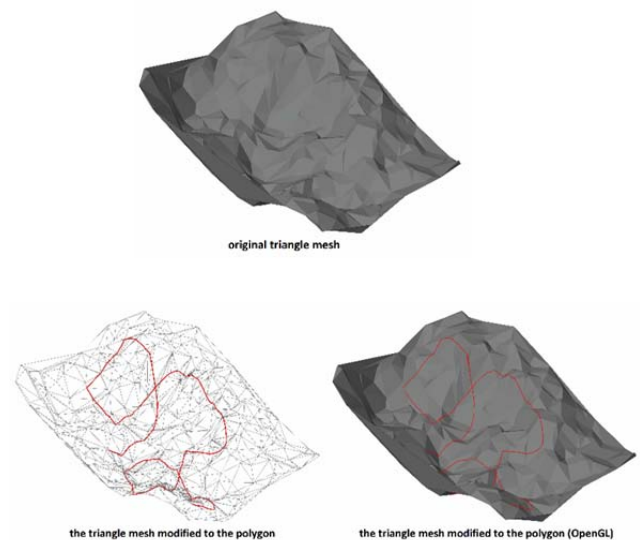 original triangle mesh
the triangle mesh modified to the polygon
the triangle mesh modified to the polygon (OpenGL)